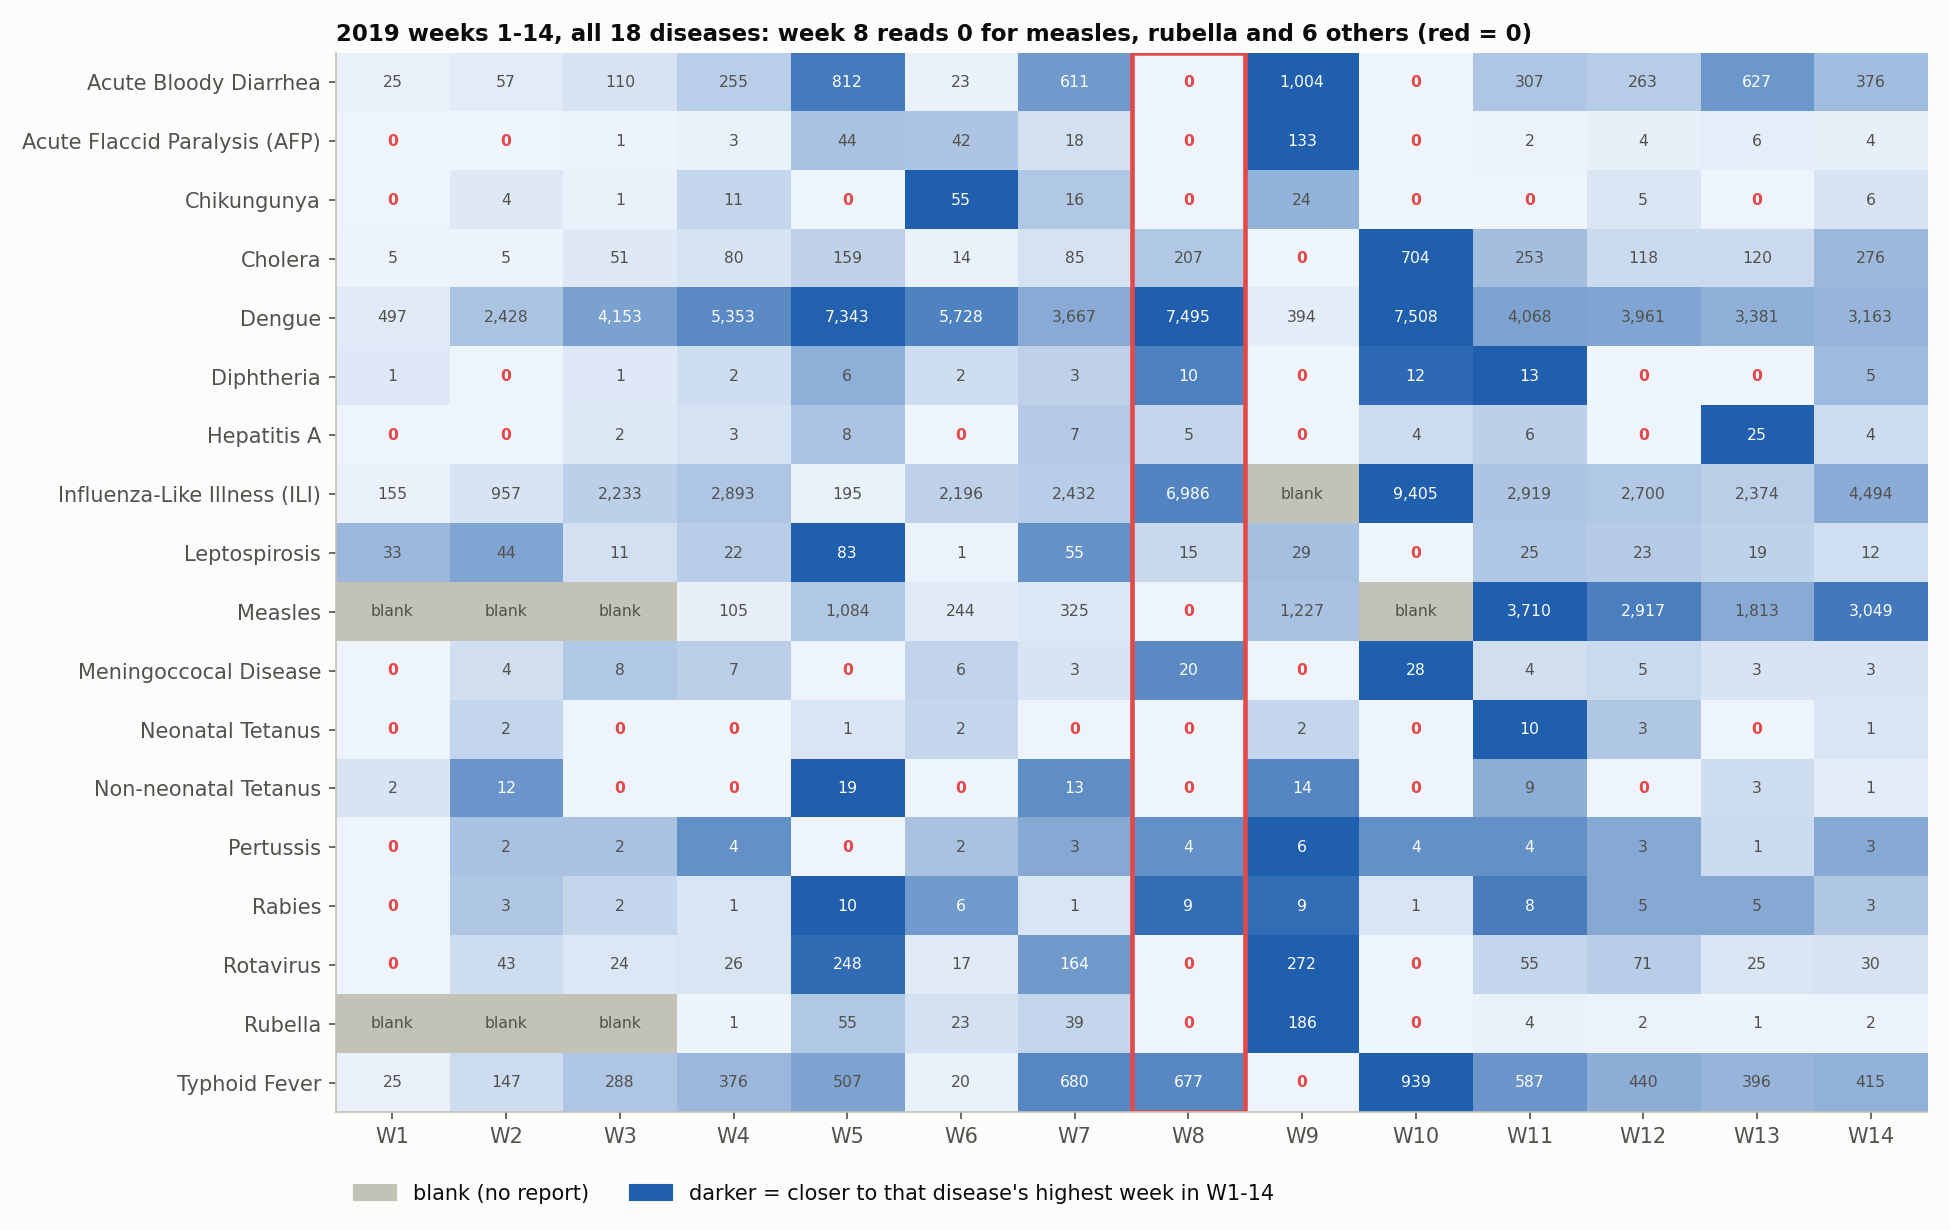 2019 weeks 1-14, all 18 diseases: week 8 reads 0 for measles, rubella and 6 others (red = 0)
Acute Bloody Diarrhea 25 57 110 255 812 23 611 0 1,004 0 307 263 627 376
Acute Flaccid Paralysis (AFP) 0 0 1 3 44 42 18 0 133 0 2 4 6 4
Chikungunya 0 4 1 11 0 55 16 0 24 0 0 5 0 6
Cholera 5 5 51 80 159 14 85 207 0 704 253 118 120 276
Dengue 497 2,428 4,153 5,353 7,343 5,728 3,667 7,495 394 7,508 4,068 3,961 3,381 3,163
Diphtheria 1 0 1 2 6 2 3 10 0 12 13 0 0 5
Hepatitis A 0 0 2 3 8 0 7 5 0 4 6 0 25 4
Influenza-Like Illness (ILI) 155 957 2,233 2,893 195 2,196 2,432 6,986 blank 9,405 2,919 2,700 2,374 4,494
Leptospirosis 33 44 11 22 83 1 55 15 29 0 25 23 19 12
Measles blank blank blank 105 1,084 244 325 0 1,227 blank 3,710 2,917 1,813 3,049
Meningoccocal Disease 0 4 8 7 0 6 3 20 0 28 4 5 3 3
Neonatal Tetanus 0 2 0 0 1 2 0 0 2 0 10 3 0 1
Non-neonatal Tetanus 2 12 0 0 19 0 13 0 14 0 9 0 3 1
Pertussis 0 2 2 4 0 2 3 4 6 4 4 3 1 3
Rabies 0 3 2 1 10 6 1 9 9 1 8 5 5 3
Rotavirus 0 43 24 26 248 17 164 0 272 0 55 71 25 30
Rubella blank blank blank 1 55 23 39 0 186 0 4 2 1 2
Typhoid Fever 25 147 288 376 507 20 680 677 0 939 587 440 396 415
W1 W2 W3 W4 W5 W6 W7 W8 W9 W10 W11 W12 W13 W14
blank (no report) darker = closer to that disease's highest week in W1-14